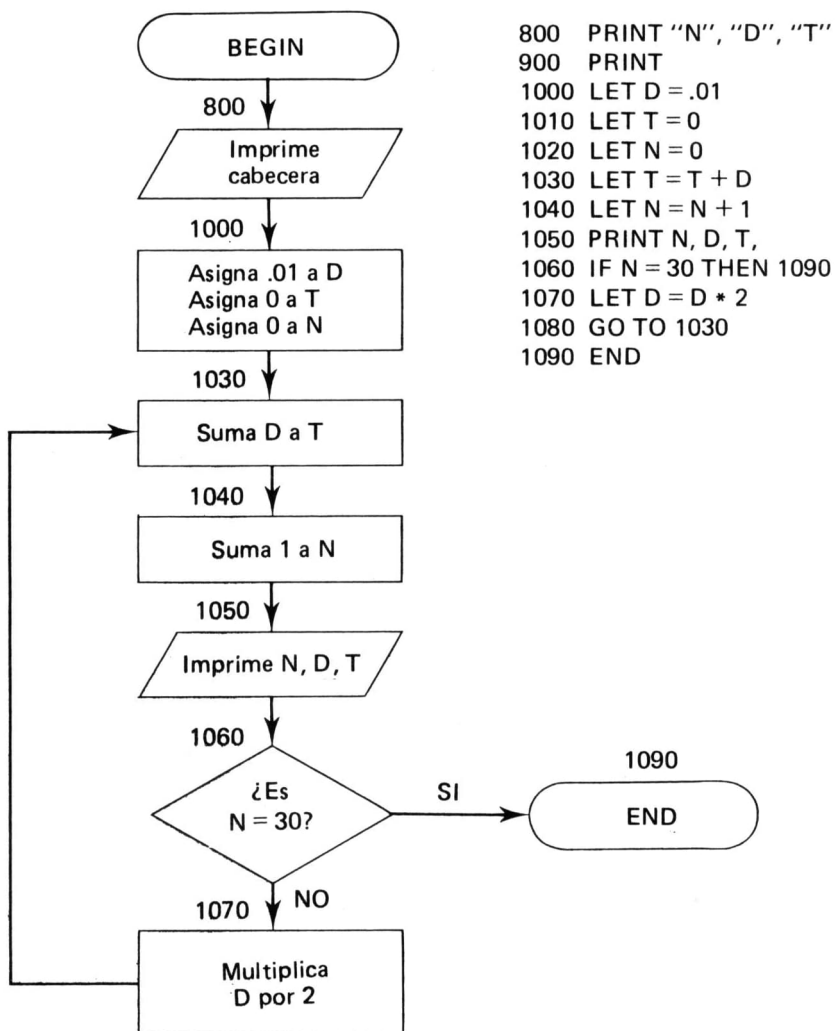 BEGIN
800
Imprime
cabecera
1000
Asigna .01 a D
Asigna 0 a T
Asigna 0 a N
1030
Suma D a T
1040
Suma 1 a N
1050
Imprime N, D, T
1060
¿Es
N = 30?
SI
1090
END
NO
1070
Multiplica
D por 2
800 PRINT “N”, “D”, “T”
900 PRINT
1000 LET D = .01
1010 LET T = 0
1020 LET N = 0
1030 LET T = T + D
1040 LET N = N + 1
1050 PRINT N, D, T,
1060 IF N = 30 THEN 1090
1070 LET D = D * 2
1080 GO TO 1030
1090 END